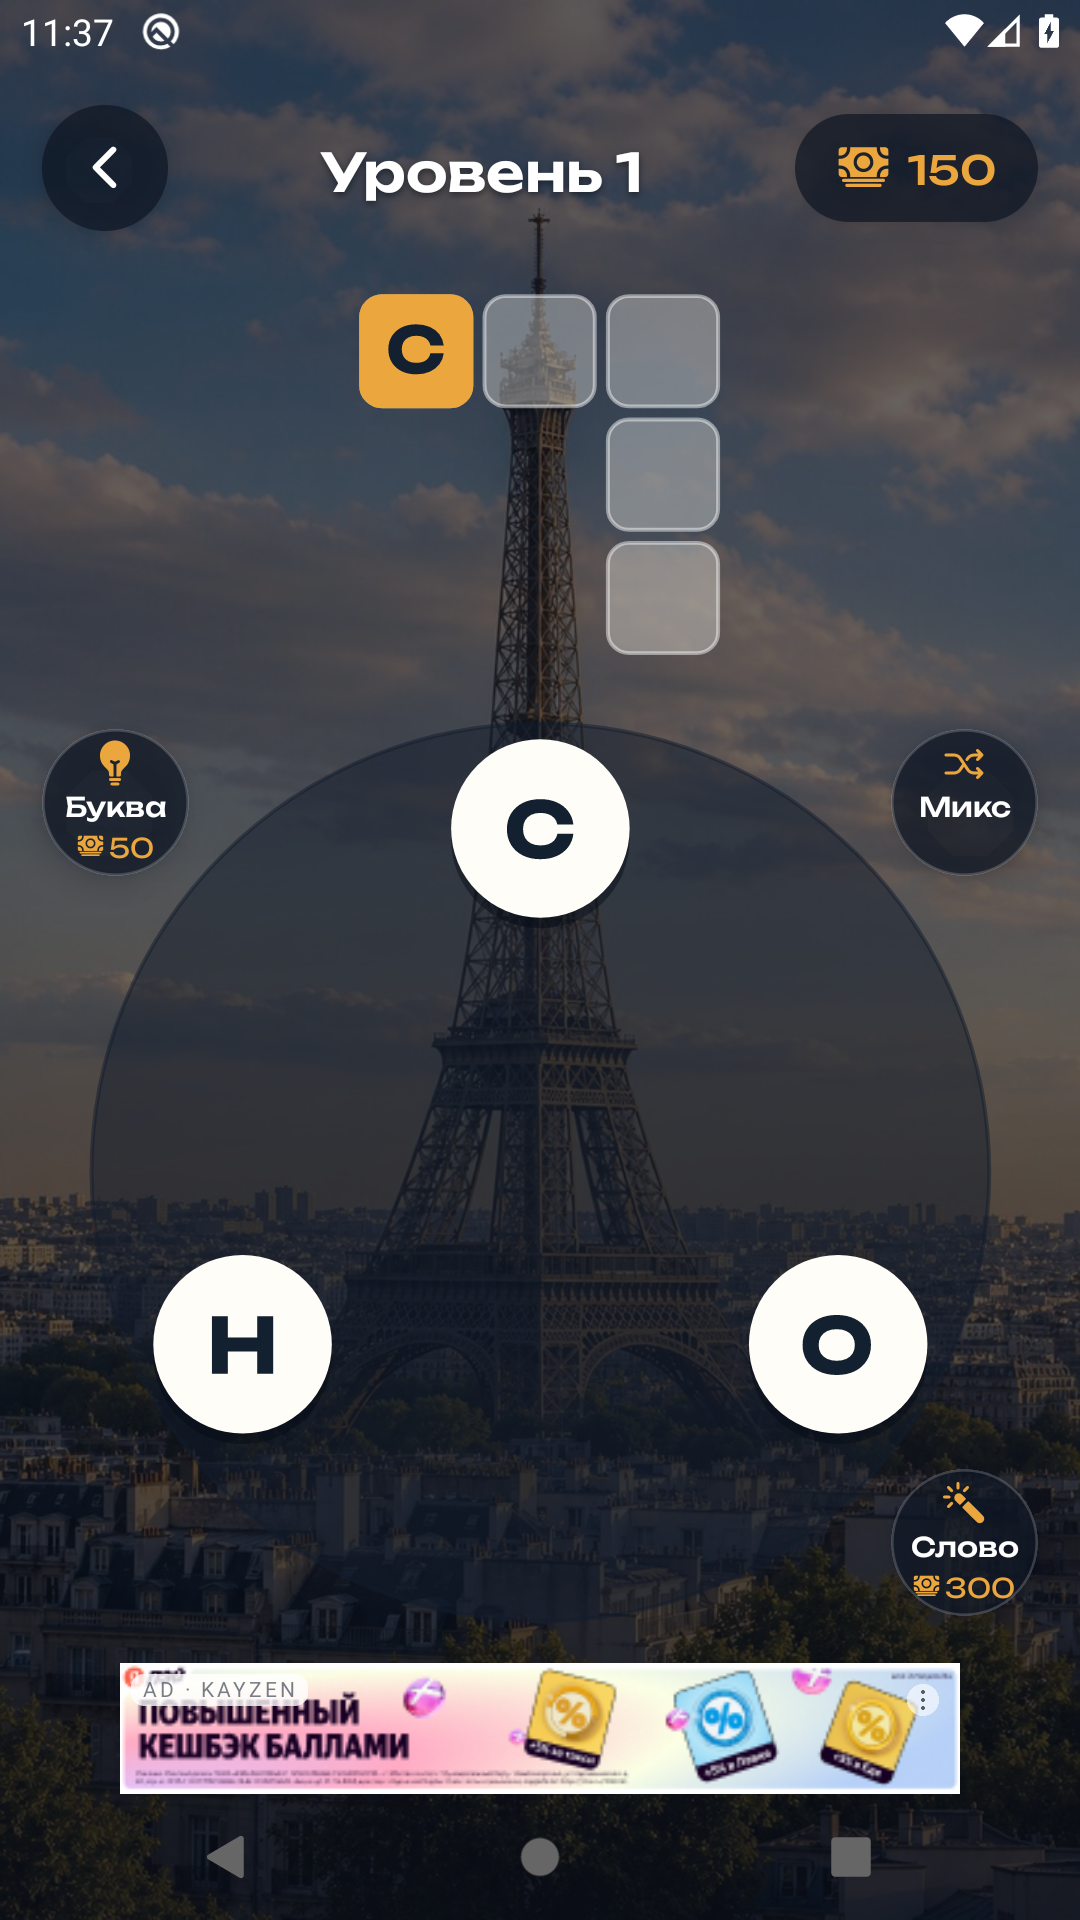 11:37
Уровень 1
150
С
Буква
50
Микс
С
Н
О
Слово
300
AD · KAYZEN
ПОВЫШЕННЫЙ
КЕШБЭК БАЛЛАМИ